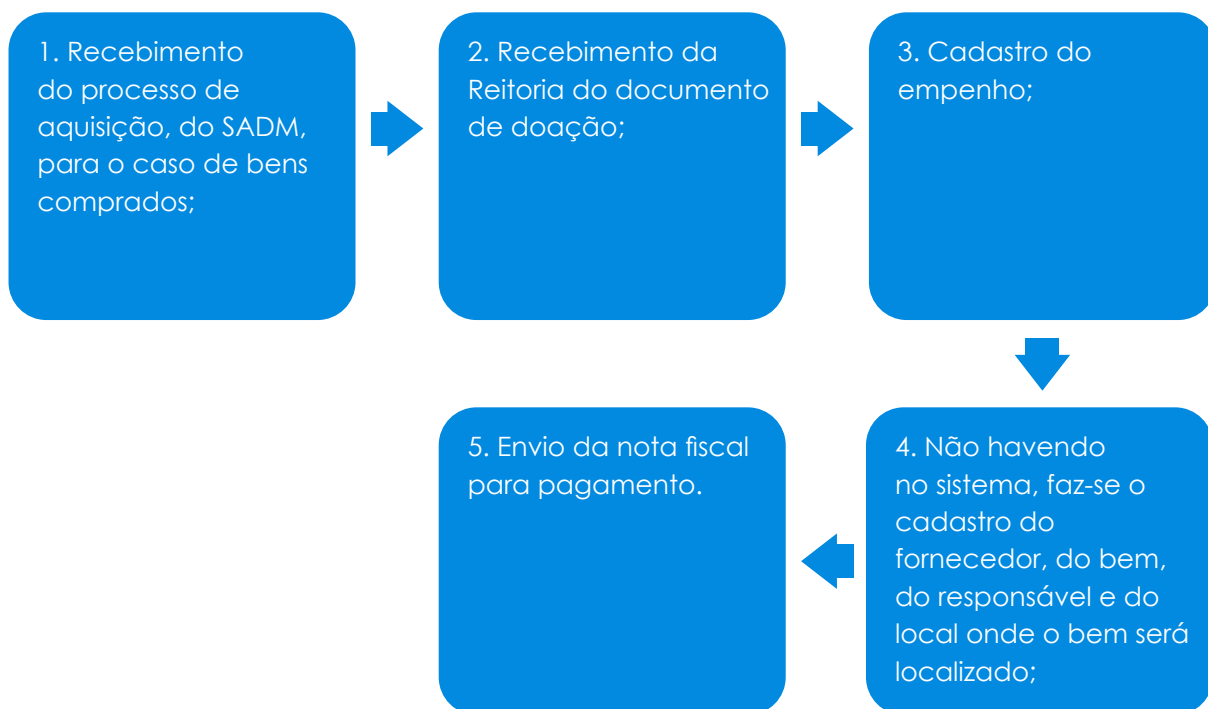 1. Recebimento
do processo de
aquisição, do SADM,
para o caso de bens
comprados;
2. Recebimento da
Reitoria do documento
de doação;
3. Cadastro do
empenho;
4. Não havendo
no sistema, faz-se o
cadastro do
fornecedor, do bem,
do responsável e do
local onde o bem será
localizado;
5. Envio da nota fiscal
para pagamento.